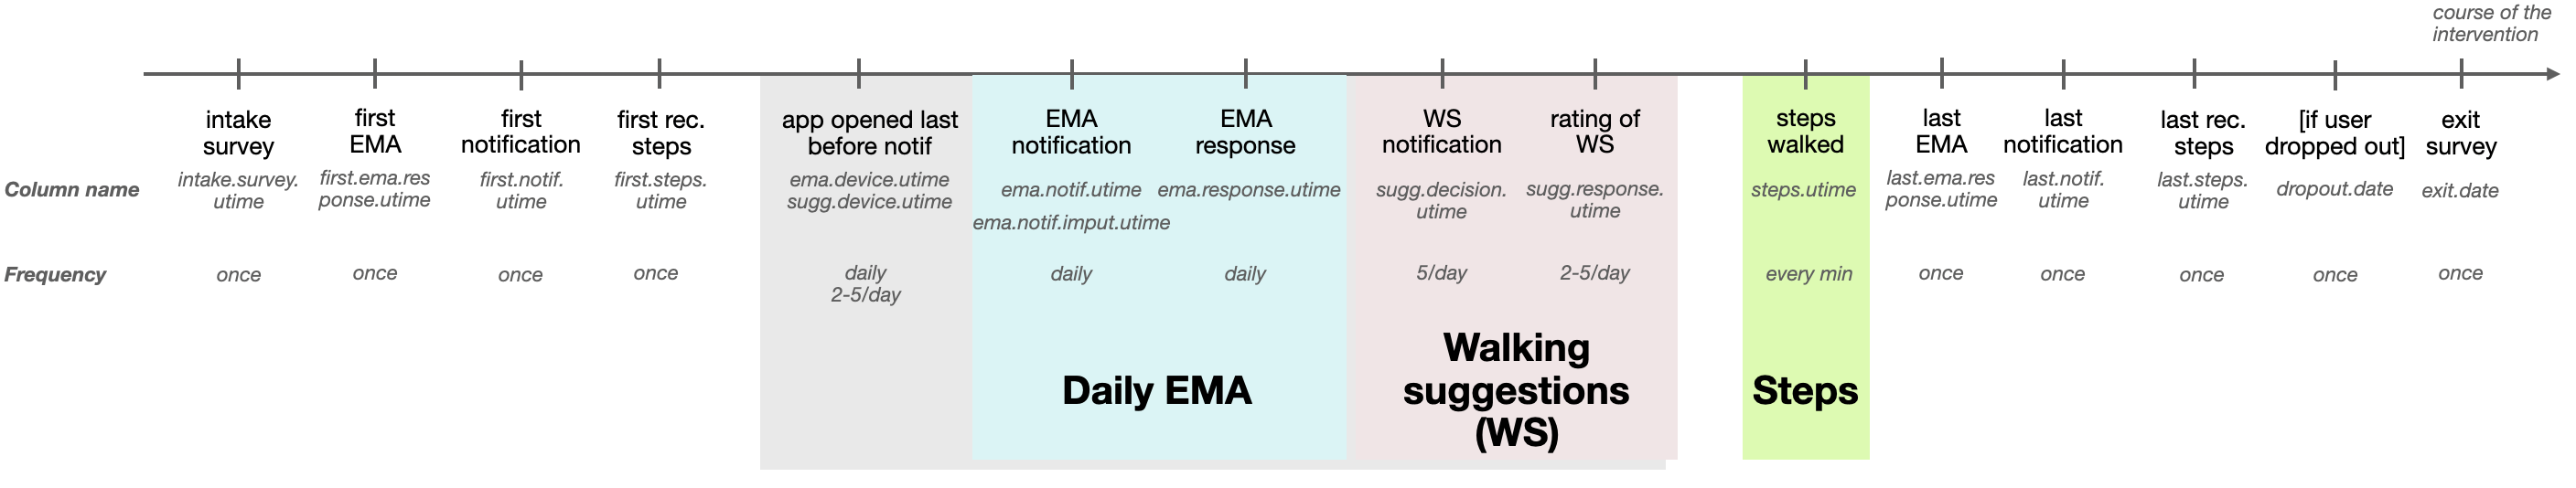 course of the
intervention
intake
survey
first
EMA
first
notification
first rec.
steps
app opened last
before notif
EMA
notification
EMA
response
WS
notification
rating of
WS
steps
walked
last
EMA
last
notification
last rec.
steps
[if user
dropped out]
exit
survey
Column name
intake.survey.
utime
first.ema.res
ponse.utime
first.notif.
utime
first.steps.
utime
ema.device.utime
sugg.device.utime
ema.notif.utime
ema.notif.imput.utime
ema.response.utime
sugg.decision.
utime
sugg.response.
utime
steps.utime
last.ema.res
ponse.utime
last.notif.
utime
last.steps.
utime
dropout.date
exit.date
Frequency
once
once
once
once
daily
2-5/day
daily
daily
5/day
2-5/day
every min
once
once
once
once
once
Daily EMA
Walking
suggestions
(WS)
Steps